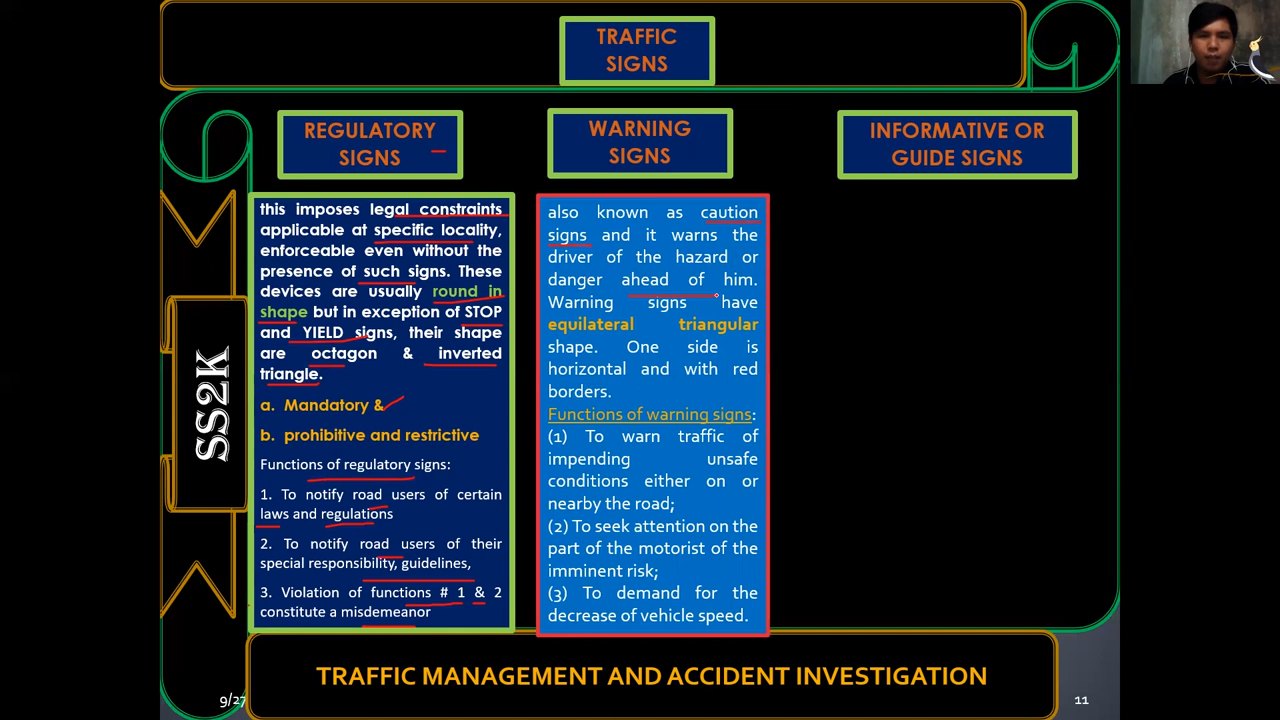 TRAFFIC
SIGNS
REGULATORY
SIGNS
WARNING
SIGNS
INFORMATIVE OR
GUIDE SIGNS
this imposes legal constraints
applicable at specific locality,
enforceable even without the
presence of such signs. These
devices are usually round in
shape but in exception of STOP
and YIELD signs, their shape
are octagon & inverted
triangle.
a. Mandatory &
b. prohibitive and restrictive
Functions of regulatory signs:
1. To notify road users of certain
laws and regulations
2. To notify road users of their
special responsibility, guidelines,
3. Violation of functions # 1 & 2
constitute a misdemeanor
also known as caution
signs and it warns the
driver of the hazard or
danger ahead of him.
Warning signs have
equilateral triangular
shape. One side is
horizontal and with red
borders.
Functions of warning signs:
(1) To warn traffic of
impending unsafe
conditions either on or
nearby the road;
(2) To seek attention on the
part of the motorist of the
imminent risk;
(3) To demand for the
decrease of vehicle speed.
SS2K
TRAFFIC MANAGEMENT AND ACCIDENT INVESTIGATION
9/27
11